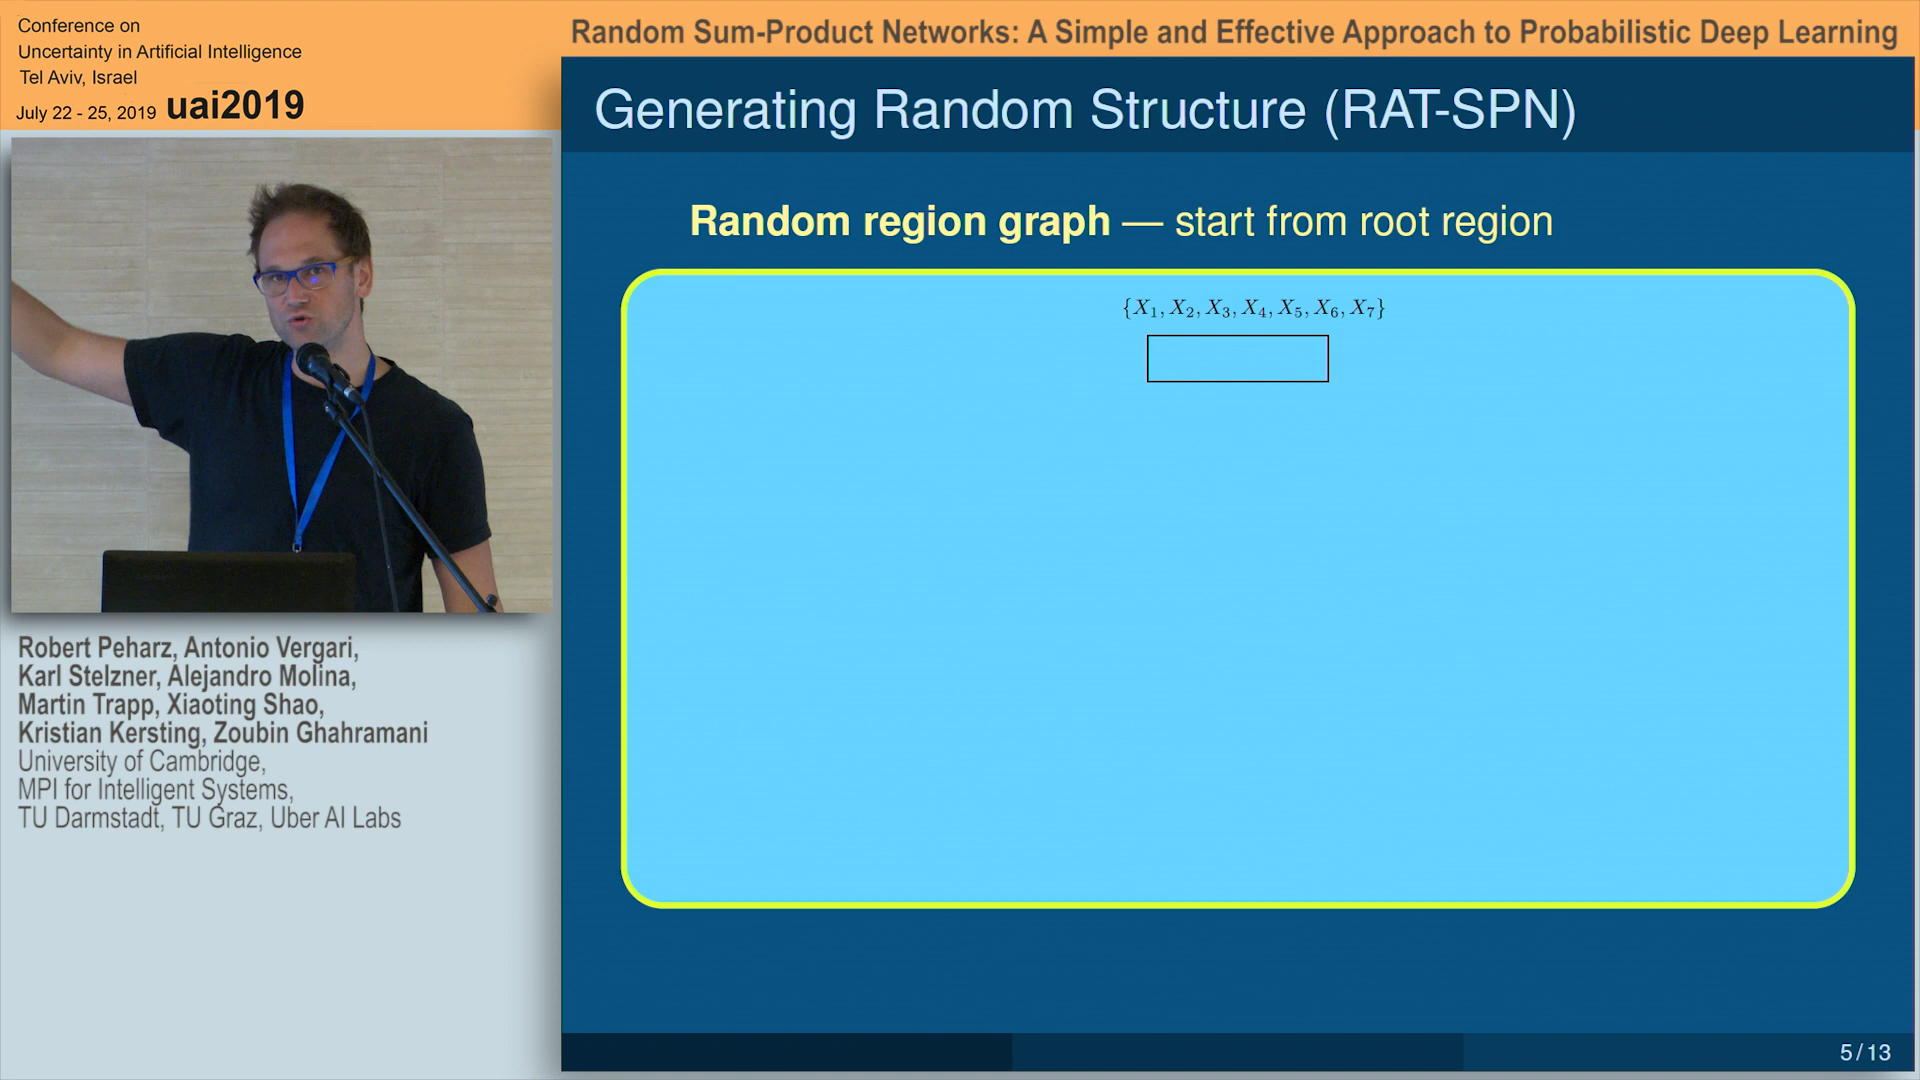 Conference on
Uncertainty in Artificial Intelligence
Tel Aviv, Israel
July 22 - 25, 2019 uai2019
Random Sum-Product Networks: A Simple and Effective Approach to Probabilistic Deep Learning
Generating Random Structure (RAT-SPN)
Random region graph — start from root region
{X₁, X₂, X₃, X₄, X₅, X₆, X₇}
Robert Peharz, Antonio Vergari,
Karl Stelzner, Alejandro Molina,
Martin Trapp, Xiaoting Shao,
Kristian Kersting, Zoubin Ghahramani
University of Cambridge,
MPI for Intelligent Systems,
TU Darmstadt, TU Graz, Uber AI Labs
5 / 13